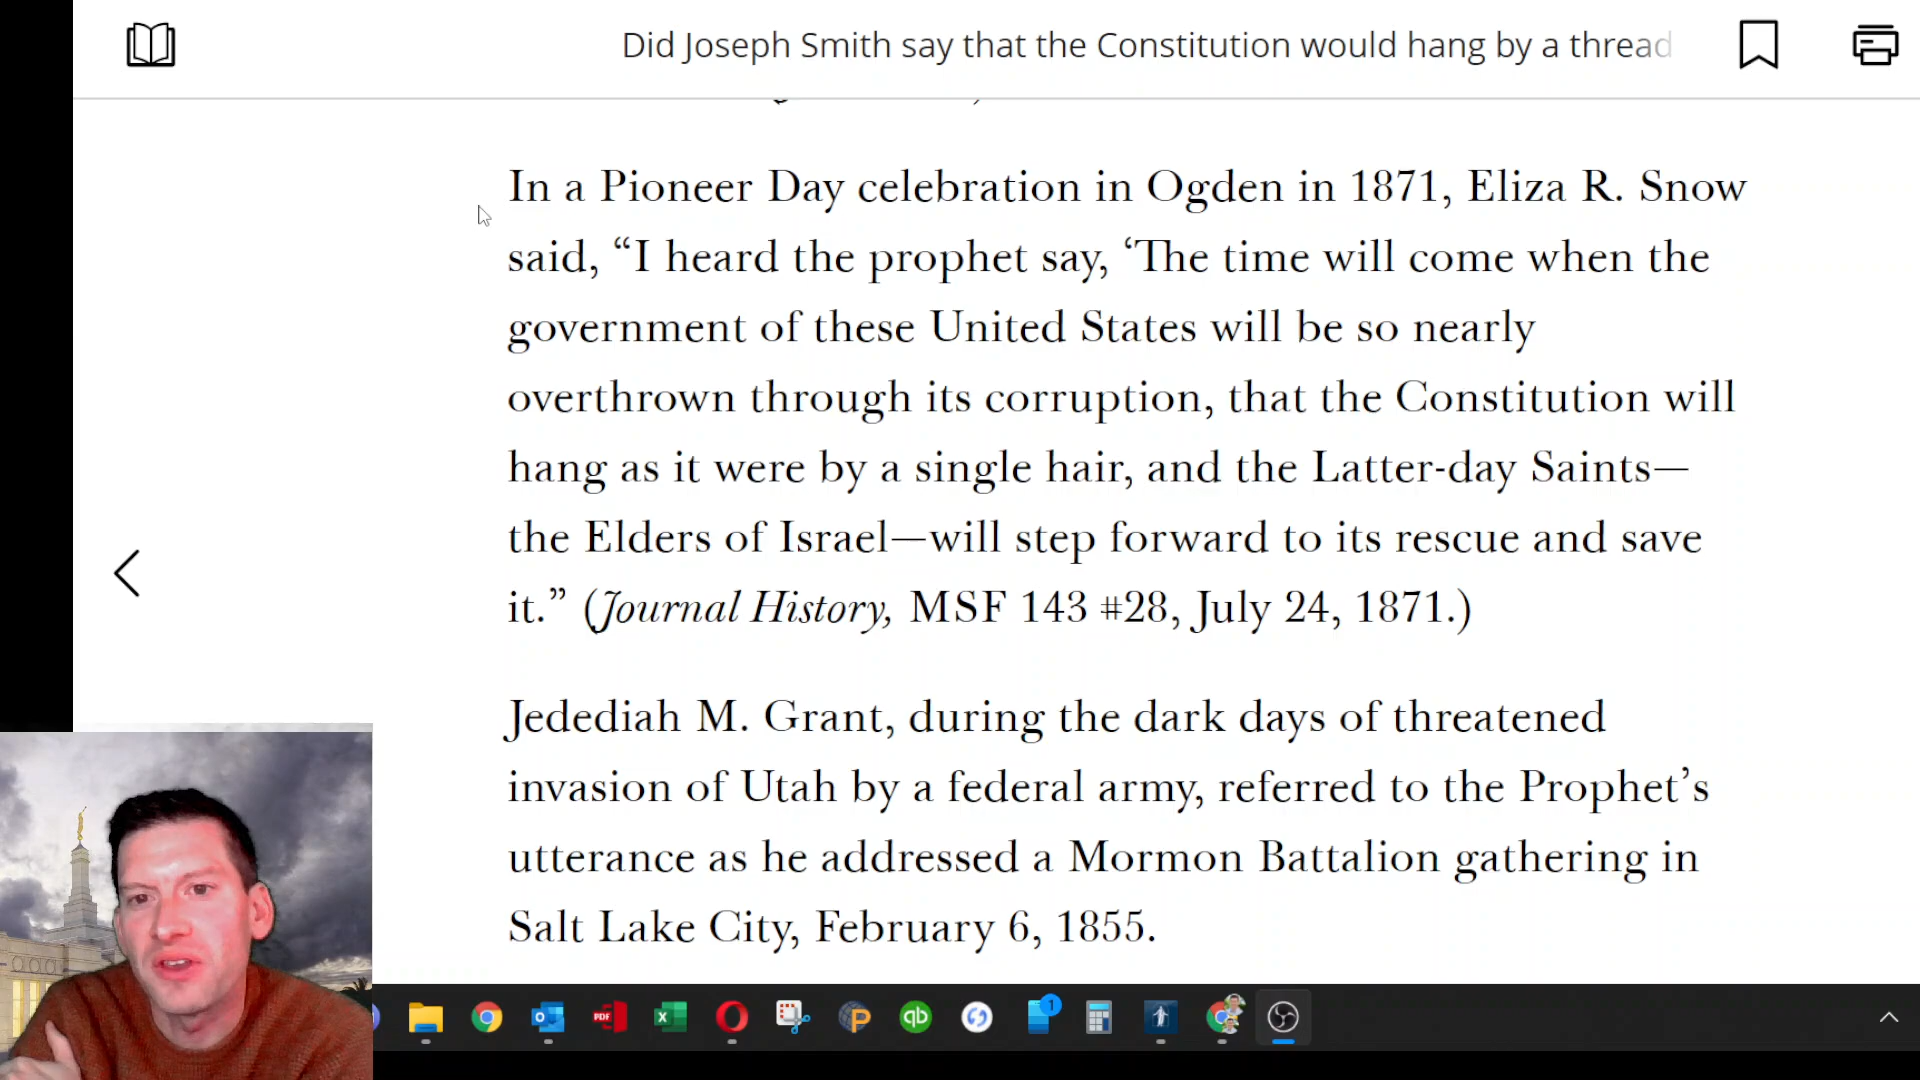 Did Joseph Smith say that the Constitution would hang by a thread
In a Pioneer Day celebration in Ogden in 1871, Eliza R. Snow
said, “I heard the prophet say, ‘The time will come when the
government of these United States will be so nearly
overthrown through its corruption, that the Constitution will
hang as it were by a single hair, and the Latter-day Saints—
the Elders of Israel—will step forward to its rescue and save
it.” (Journal History, MSF 143 #28, July 24, 1871.)
Jedediah M. Grant, during the dark days of threatened
invasion of Utah by a federal army, referred to the Prophet’s
utterance as he addressed a Mormon Battalion gathering in
Salt Lake City, February 6, 1855.
PDF
qb
1